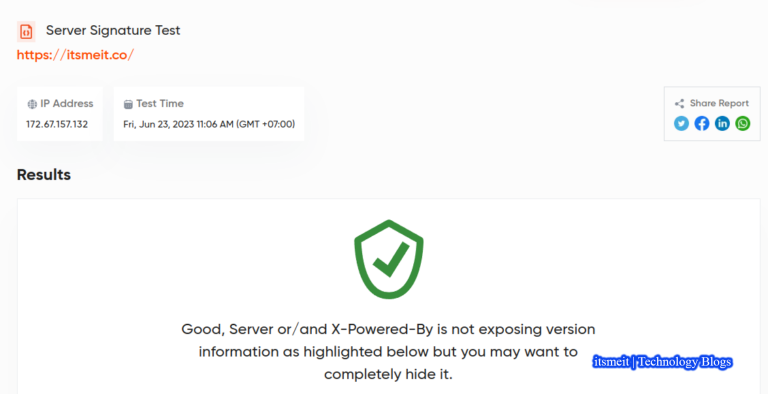 Server Signature Test
https://itsmeit.co/
IP Address
172.67.157.132
Test Time
Fri, Jun 23, 2023 11:06 AM (GMT +07:00)
Share Report
Results
Good, Server or/and X-Powered-By is not exposing version
information as highlighted below but you may want to
completely hide it.
itsmeit | Technology Blogs